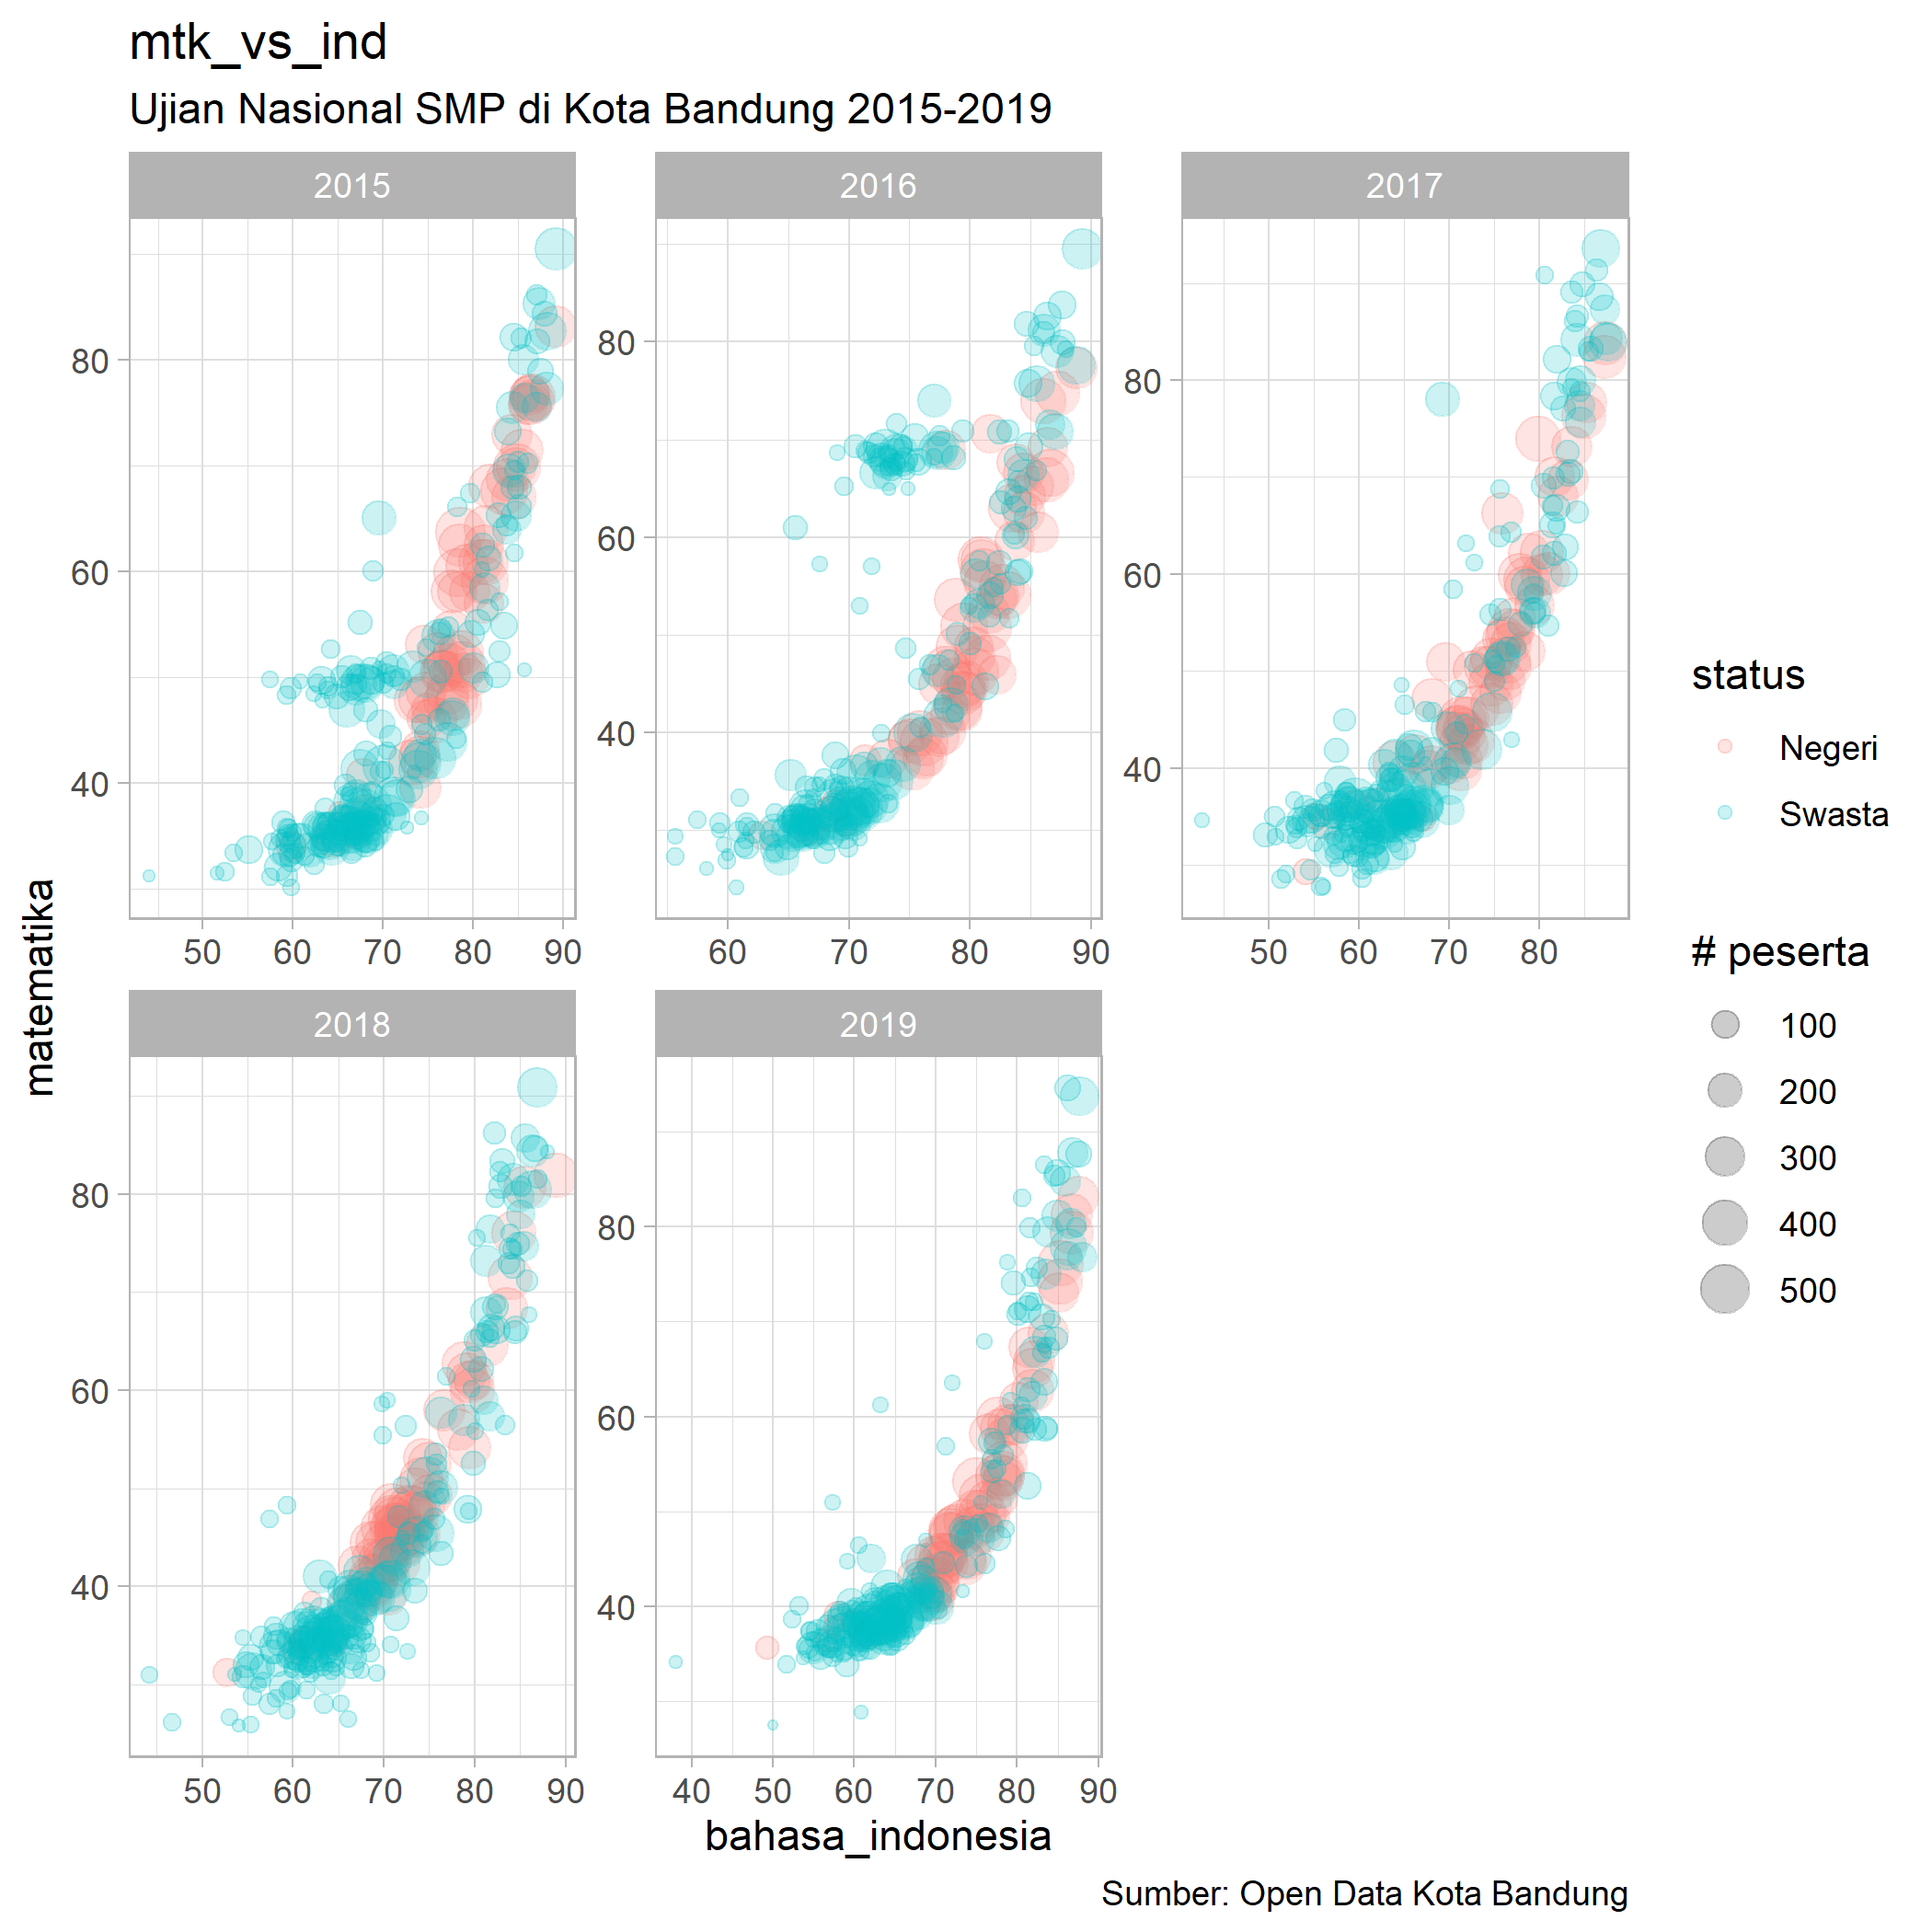 mtk_vs_ind
Ujian Nasional SMP di Kota Bandung 2015-2019
2015
2016
2017
80
60
40
50 60 70 80 90
80
60
40
60 70 80 90
80
60
40
50 60 70 80
2018
2019
80
60
40
50 60 70 80 90
80
60
40
40 50 60 70 80 90
matematika
bahasa_indonesia
status
Negeri
Swasta
# peserta
100
200
300
400
500
Sumber: Open Data Kota Bandung